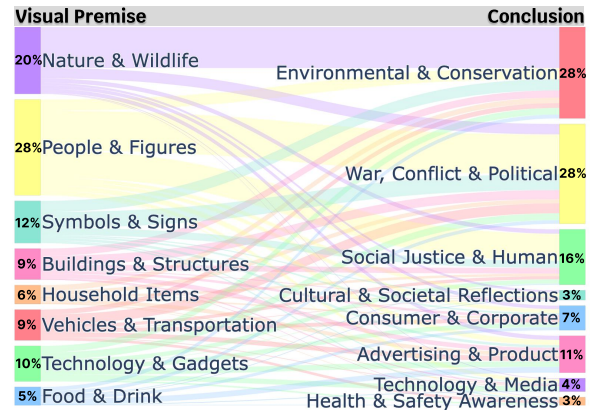 Visual Premise Conclusion
20% Nature & Wildlife
Environmental & Conservation 28%
28% People & Figures
War, Conflict & Political 28%
12% Symbols & Signs
Social Justice & Human 16%
9% Buildings & Structures
6% Household Items
Cultural & Societal Reflections 3%
Consumer & Corporate 7%
9% Vehicles & Transportation
Advertising & Product 11%
10% Technology & Gadgets
Technology & Media 4%
5% Food & Drink
Health & Safety Awareness 3%